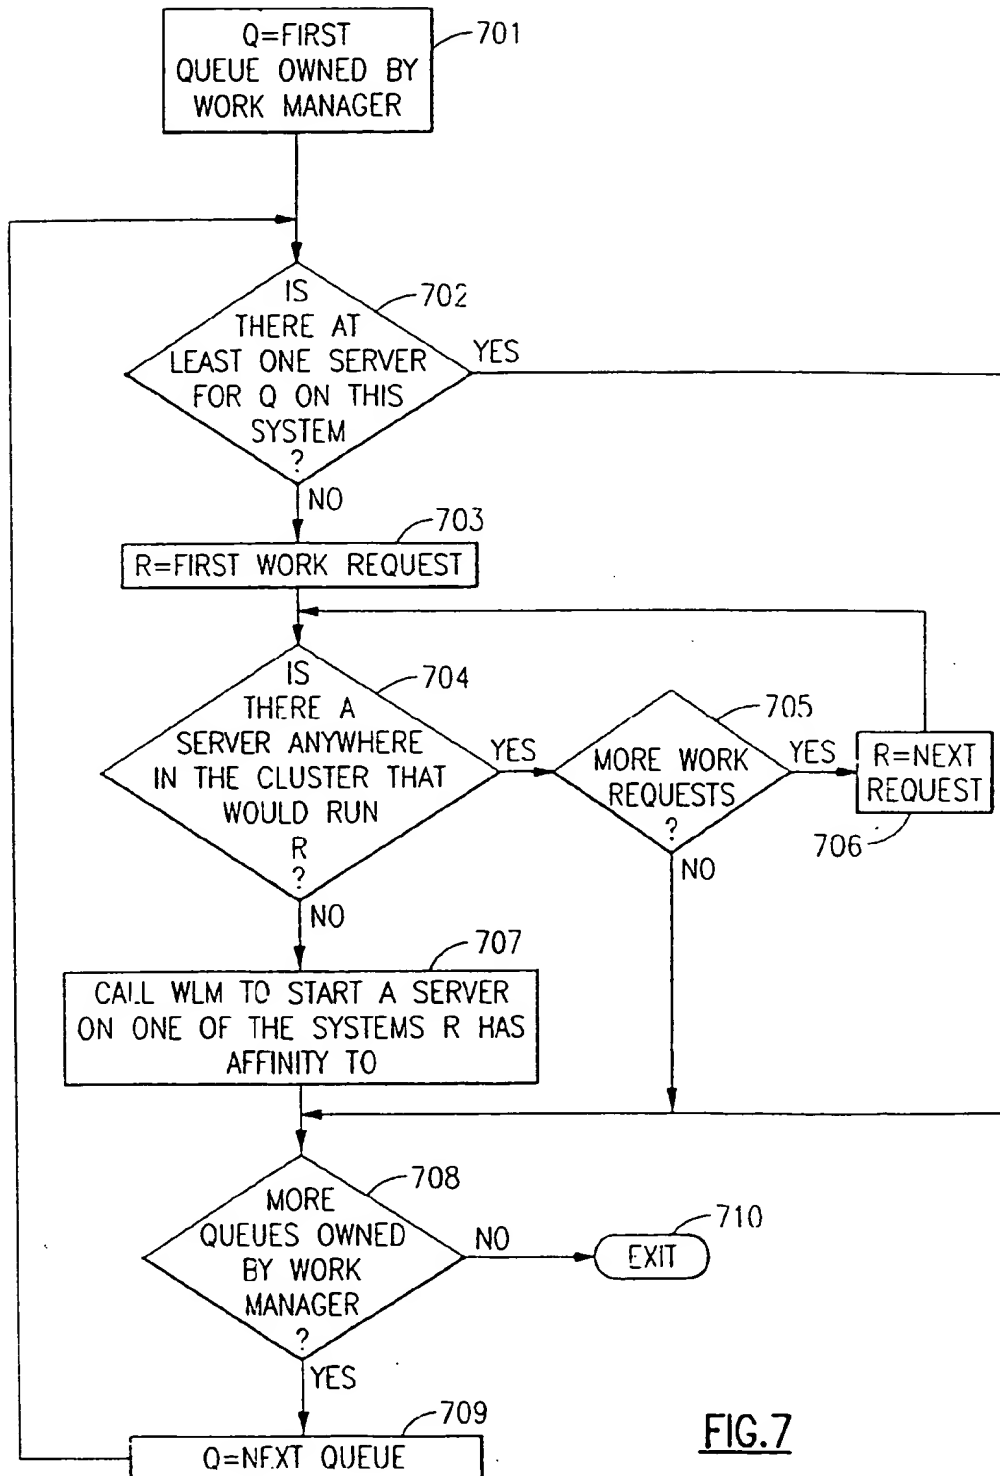 Q=FIRST
QUEUE OWNED BY
WORK MANAGER
701
IS
THERE AT
LEAST ONE SERVER
FOR Q ON THIS
SYSTEM
?
702
YES
NO
703
R=FIRST WORK REQUEST
IS
THERE A
SERVER ANYWHERE
IN THE CLUSTER THAT
WOULD RUN
R
?
704
YES
NO
705
MORE WORK
REQUESTS
?
YES
NO
R=NEXT
REQUEST
706
707
CALL WLM TO START A SERVER
ON ONE OF THE SYSTEMS R HAS
AFFINITY TO
708
MORE
QUEUES OWNED
BY WORK
MANAGER
?
NO
710
EXIT
YES
709
Q=NEXT QUEUE
FIG.7